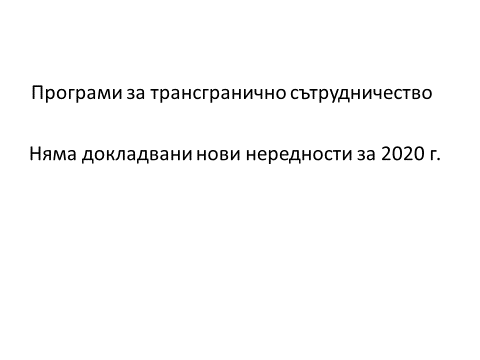 Програми за трансгранично сътрудничество
Няма докладвани нови нередности за 2020 г.